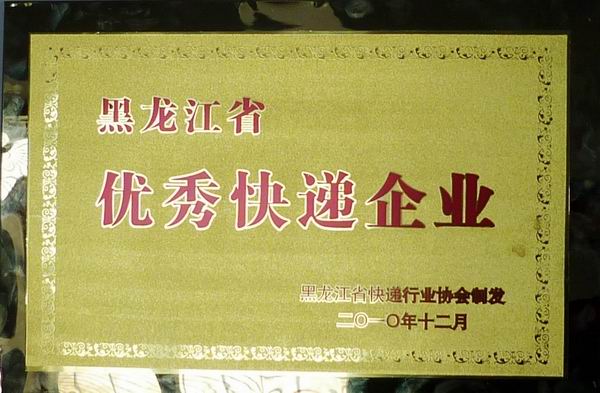 黑龙江省
优秀快递企业
黑龙江省快递行业协会制发
二〇一〇年十二月